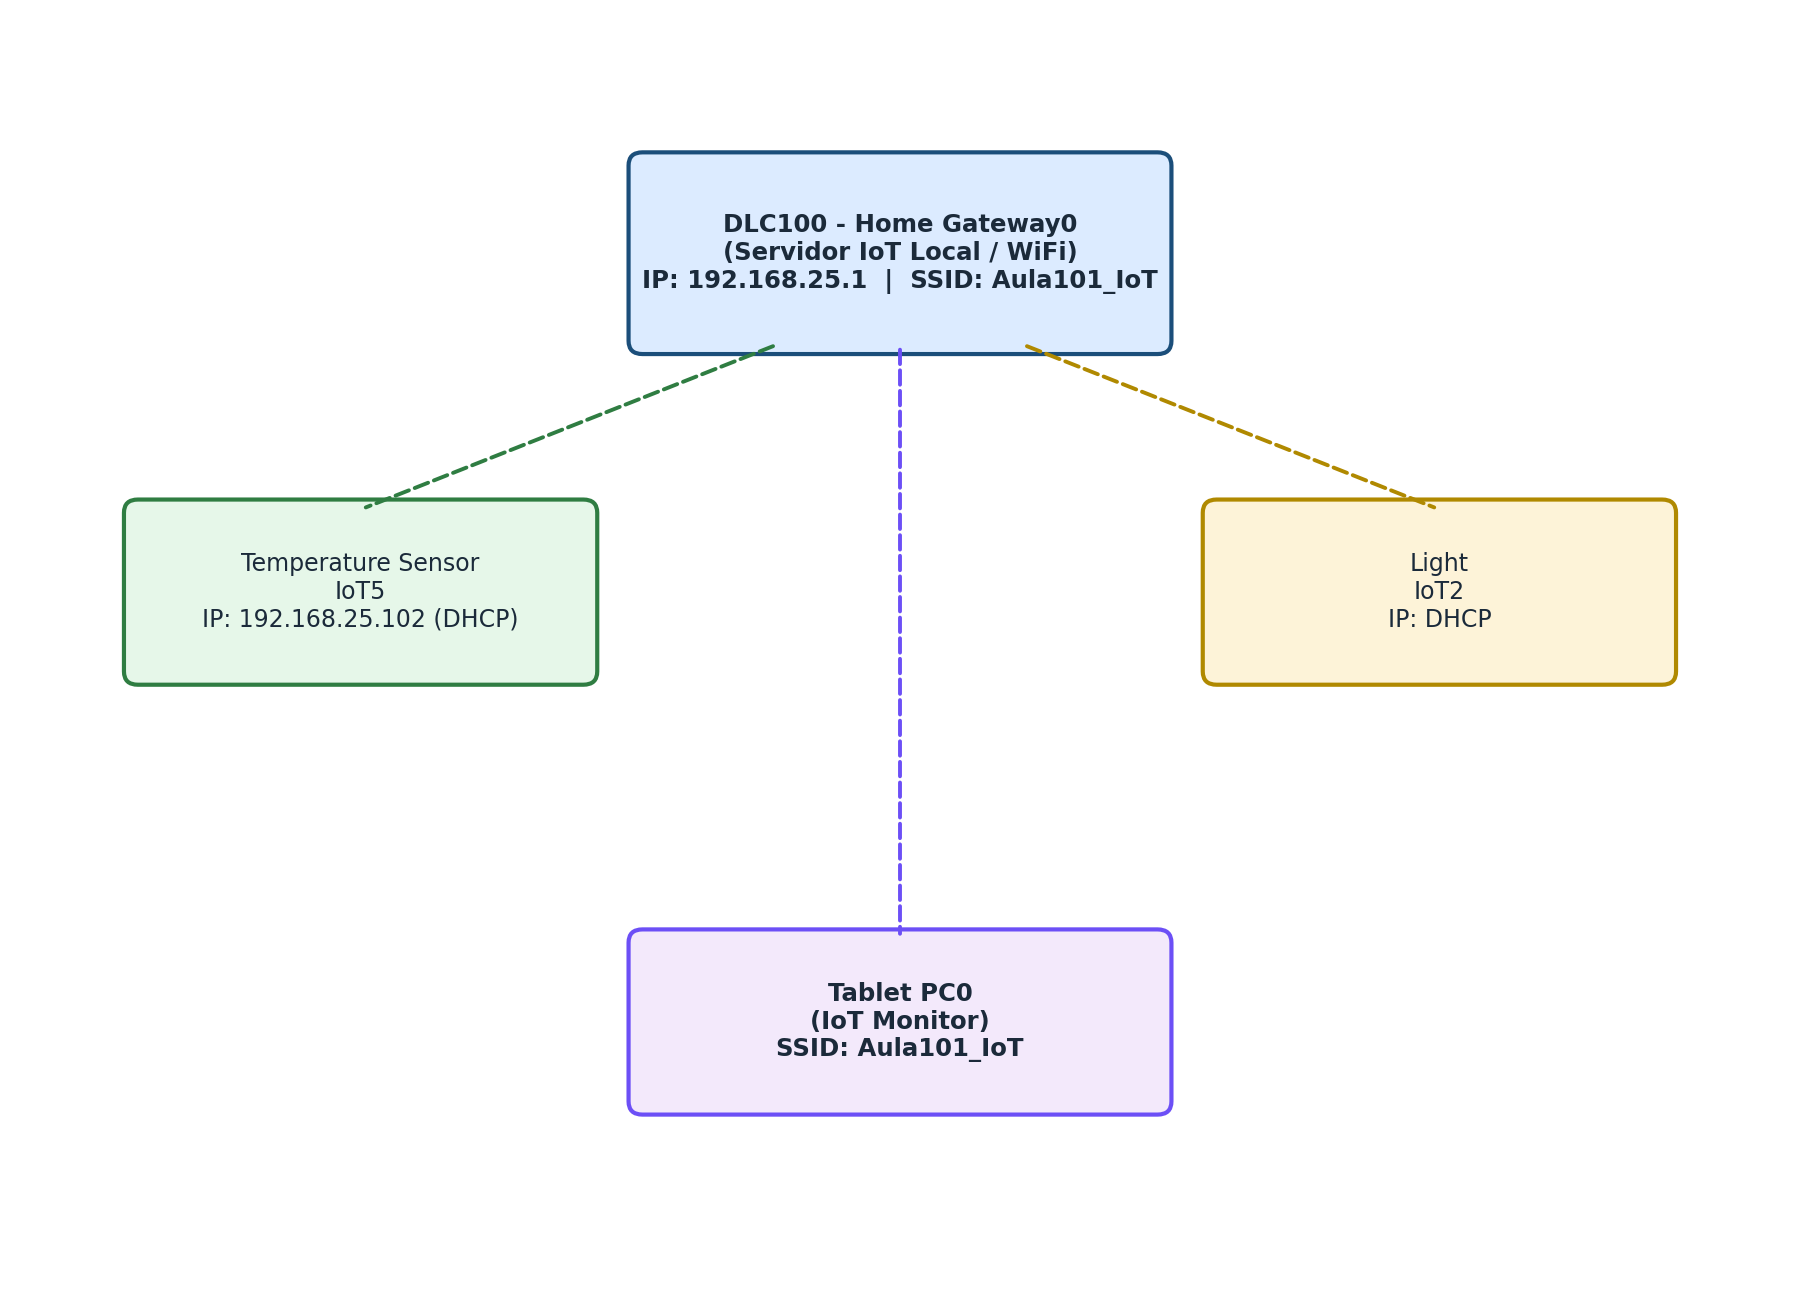 DLC100 - Home Gateway0
(Servidor IoT Local / WiFi)
IP: 192.168.25.1 | SSID: Aula101_IoT
Temperature Sensor
IoT5
IP: 192.168.25.102 (DHCP)
Light
IoT2
IP: DHCP
Tablet PC0
(IoT Monitor)
SSID: Aula101_IoT